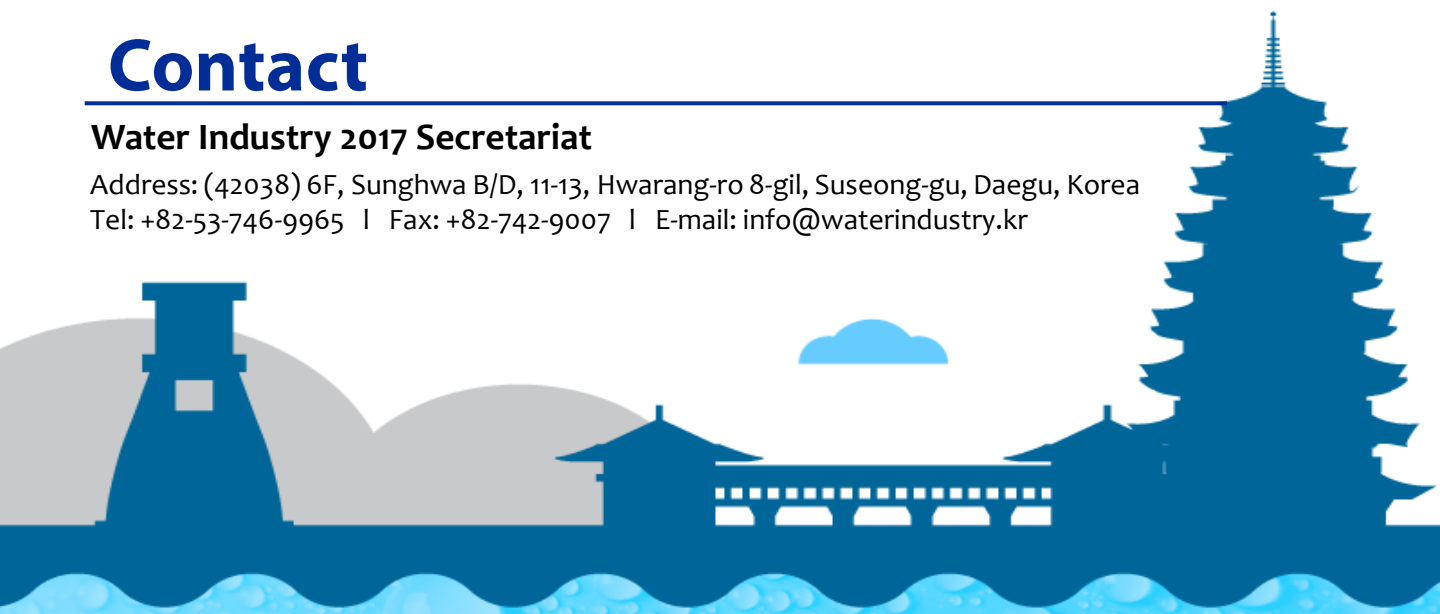 Contact
Water Industry 2017 Secretariat
Address: (42038) 6F, Sunghwa B/D, 11-13, Hwarang-ro 8-gil, Suseong-gu, Daegu, Korea
Tel: +82-53-746-9965 l Fax: +82-742-9007 l E-mail: info@waterindustry.kr